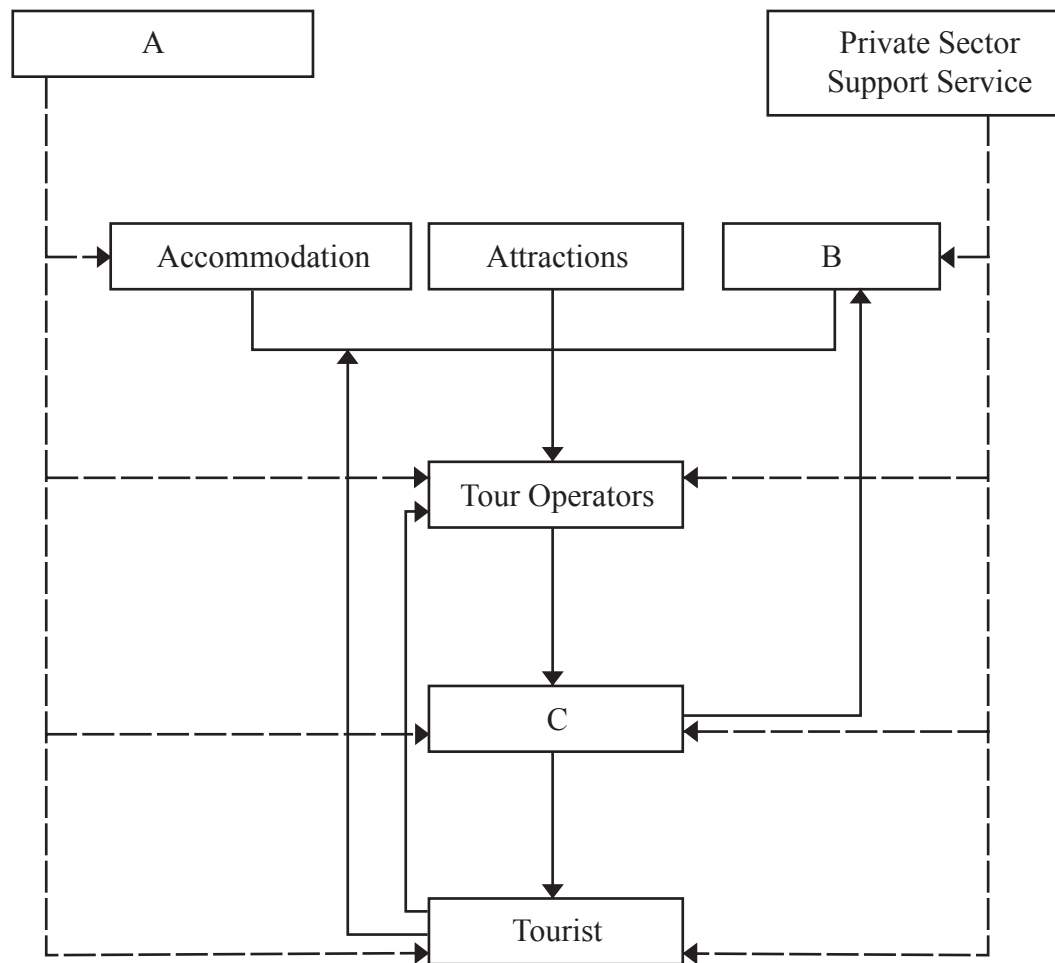 A
Private Sector
Support Service
Accommodation
Attractions
B
Tour Operators
C
Tourist